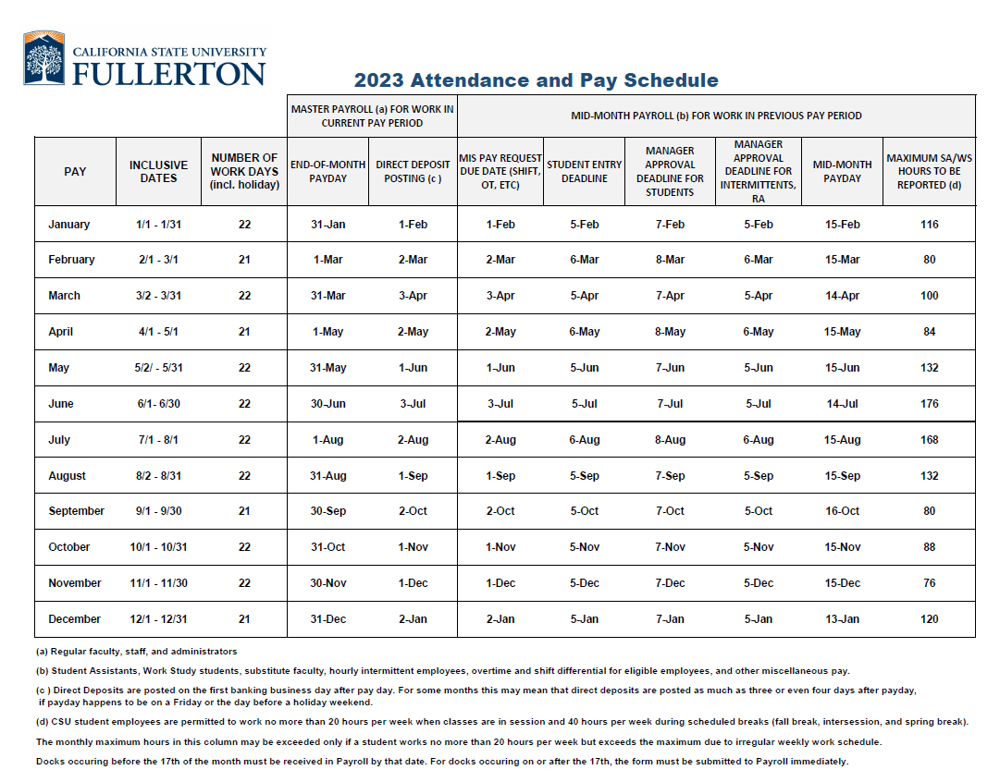 CALIFORNIA STATE UNIVERSITY
FULLERTON
2023 Attendance and Pay Schedule
MASTER PAYROLL (a) FOR WORK IN
CURRENT PAY PERIOD
MID-MONTH PAYROLL (b) FOR WORK IN PREVIOUS PAY PERIOD
PAY
INCLUSIVE
DATES
NUMBER OF
WORK DAYS
(incl. holiday)
END-OF-MONTH
PAYDAY
DIRECT DEPOSIT
POSTING (c )
MIS PAY REQUEST
DUE DATE (SHIFT,
OT, ETC)
STUDENT ENTRY
DEADLINE
MANAGER
APPROVAL
DEADLINE FOR
STUDENTS
MANAGER
APPROVAL
DEADLINE FOR
INTERMITTENTS,
RA
MID-MONTH
PAYDAY
MAXIMUM SA/WS
HOURS TO BE
REPORTED (d)
January 1/1 - 1/31 22 31-Jan 1-Feb 1-Feb 5-Feb 7-Feb 5-Feb 15-Feb 116
February 2/1 - 3/1 21 1-Mar 2-Mar 2-Mar 6-Mar 8-Mar 6-Mar 15-Mar 80
March 3/2 - 3/31 22 31-Mar 3-Apr 3-Apr 5-Apr 7-Apr 5-Apr 14-Apr 100
April 4/1 - 5/1 21 1-May 2-May 2-May 6-May 8-May 6-May 15-May 84
May 5/2/ - 5/31 22 31-May 1-Jun 1-Jun 5-Jun 7-Jun 5-Jun 15-Jun 132
June 6/1- 6/30 22 30-Jun 3-Jul 3-Jul 5-Jul 7-Jul 5-Jul 14-Jul 176
July 7/1 - 8/1 22 1-Aug 2-Aug 2-Aug 6-Aug 8-Aug 6-Aug 15-Aug 168
August 8/2 - 8/31 22 31-Aug 1-Sep 1-Sep 5-Sep 7-Sep 5-Sep 15-Sep 132
September 9/1 - 9/30 21 30-Sep 2-Oct 2-Oct 5-Oct 7-Oct 5-Oct 16-Oct 80
October 10/1 - 10/31 22 31-Oct 1-Nov 1-Nov 5-Nov 7-Nov 5-Nov 15-Nov 88
November 11/1 - 11/30 22 30-Nov 1-Dec 1-Dec 5-Dec 7-Dec 5-Dec 15-Dec 76
December 12/1 - 12/31 21 31-Dec 2-Jan 2-Jan 5-Jan 7-Jan 5-Jan 13-Jan 120
(a) Regular faculty, staff, and administrators
(b) Student Assistants, Work Study students, substitute faculty, hourly intermittent employees, overtime and shift differential for eligible employees, and other miscellaneous pay.
(c ) Direct Deposits are posted on the first banking business day after pay day. For some months this may mean that direct deposits are posted as much as three or even four days after payday,
if payday happens to be on a Friday or the day before a holiday weekend.
(d) CSU student employees are permitted to work no more than 20 hours per week when classes are in session and 40 hours per week during scheduled breaks (fall break, intersession, and spring break).
The monthly maximum hours in this column may be exceeded only if a student works no more than 20 hours per week but exceeds the maximum due to irregular weekly work schedule.
Docks occuring before the 17th of the month must be received in Payroll by that date. For docks occuring on or after the 17th, the form must be submitted to Payroll immediately.